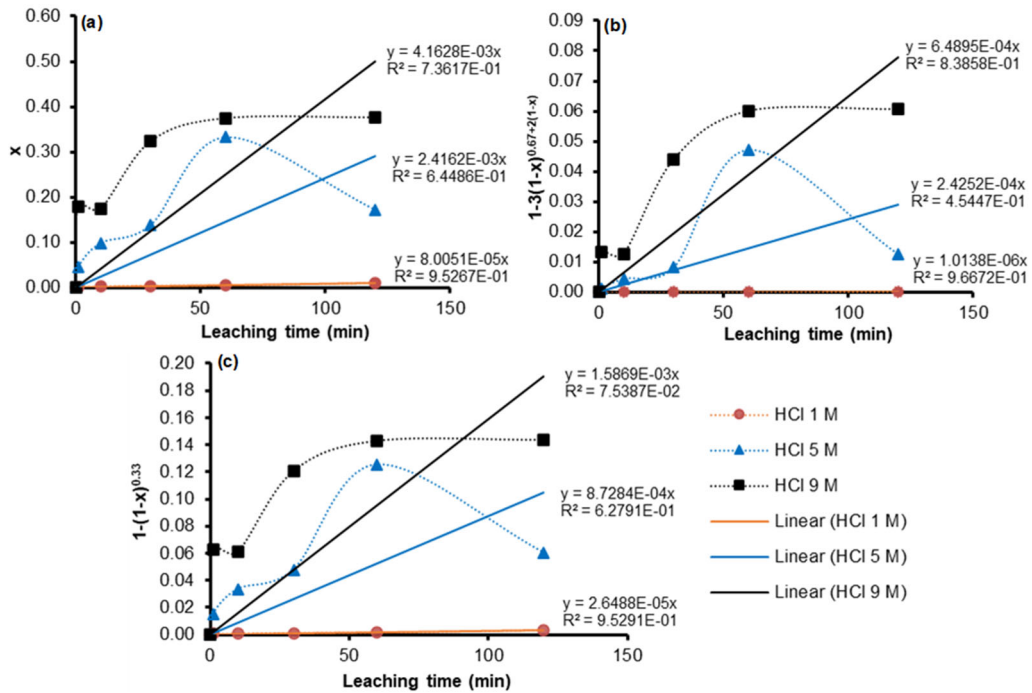 (a)
0.60
0.50
0.40
0.30
0.20
0.10
0.00
x
0 50 100 150
Leaching time (min)
y = 4.1628E-03x
R² = 7.3617E-01
y = 2.4162E-03x
R² = 6.4486E-01
y = 8.0051E-05x
R² = 9.5267E-01
(b)
0.09
0.08
0.07
0.06
0.05
0.04
0.03
0.02
0.01
0.00
1-3(1-x)^0.67+2(1-x)
0 50 100 150
Leaching time (min)
y = 6.4895E-04x
R² = 8.3858E-01
y = 2.4252E-04x
R² = 4.5447E-01
y = 1.0138E-06x
R² = 9.6672E-01
(c)
0.20
0.18
0.16
0.14
0.12
0.10
0.08
0.06
0.04
0.02
0.00
1-(1-x)^0.33
0 50 100 150
Leaching time (min)
y = 1.5869E-03x
R² = 7.5387E-02
y = 8.7284E-04x
R² = 6.2791E-01
y = 2.6488E-05x
R² = 9.5291E-01
HCl 1 M
HCl 5 M
HCl 9 M
Linear (HCl 1 M)
Linear (HCl 5 M)
Linear (HCl 9 M)